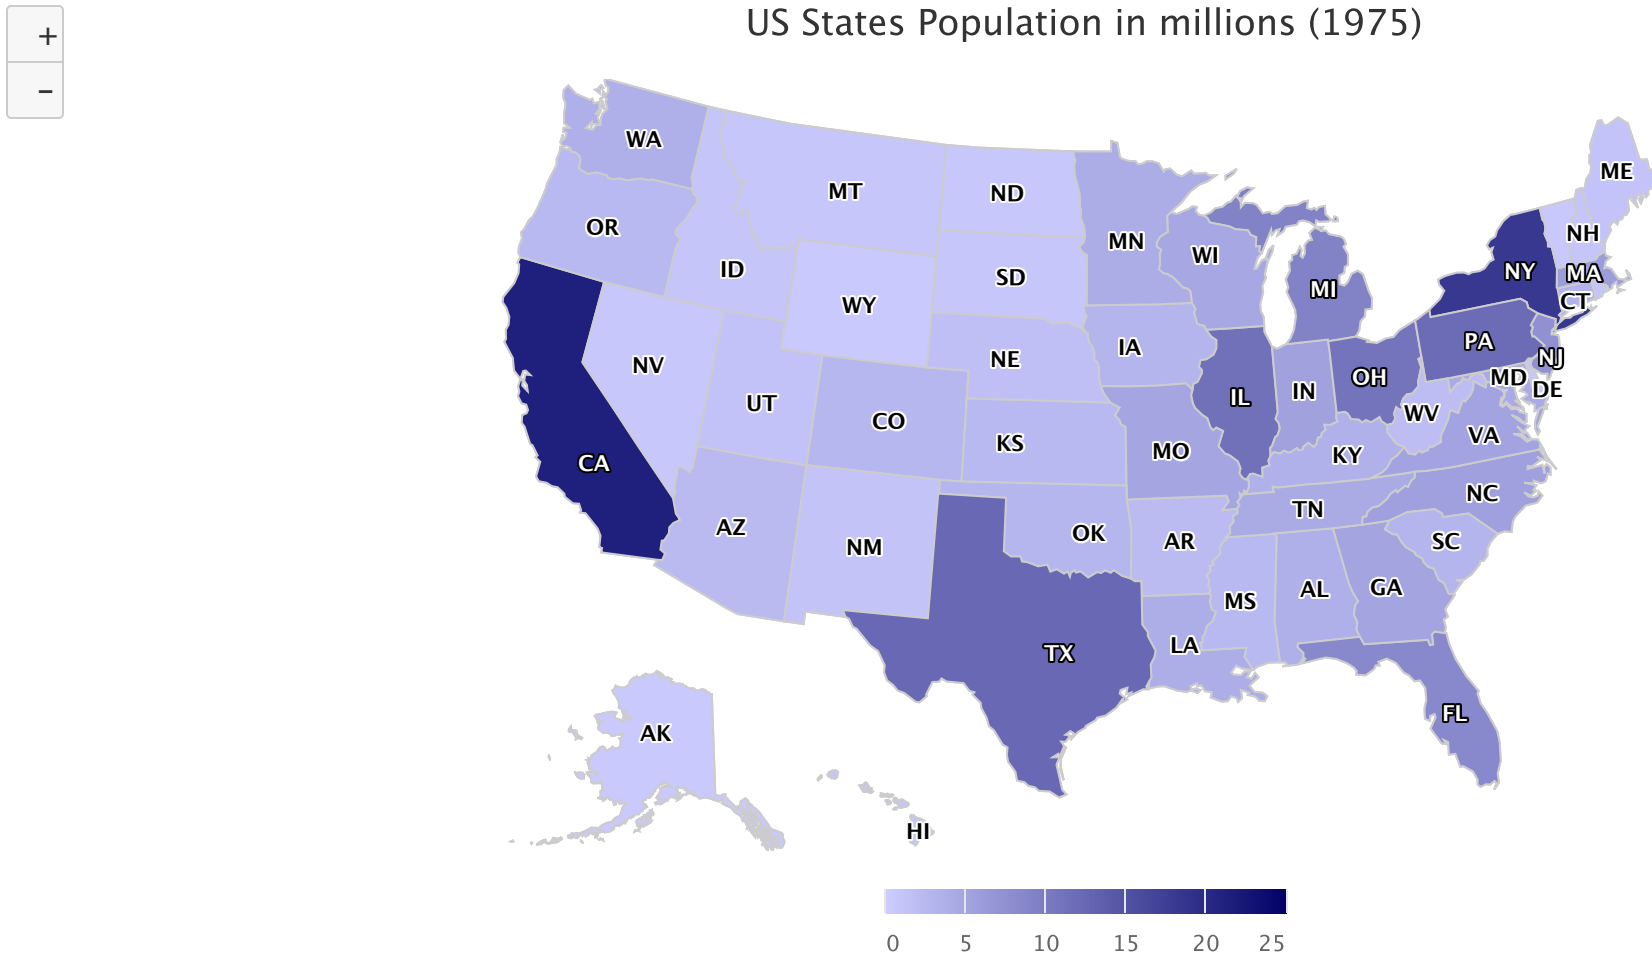 US States Population in millions (1975)
+
−
WA
ME
MT
ND
OR
NH
MN
WI
ID
NY
MA
SD
MI
CT
WY
PA
IA
NJ
NE
NV
OH
MD
IN
DE
IL
UT
WV
CO
VA
KS
MO
KY
CA
NC
TN
AZ
OK
AR
SC
NM
GA
AL
MS
LA
TX
FL
AK
HI
0 5 10 15 20 25